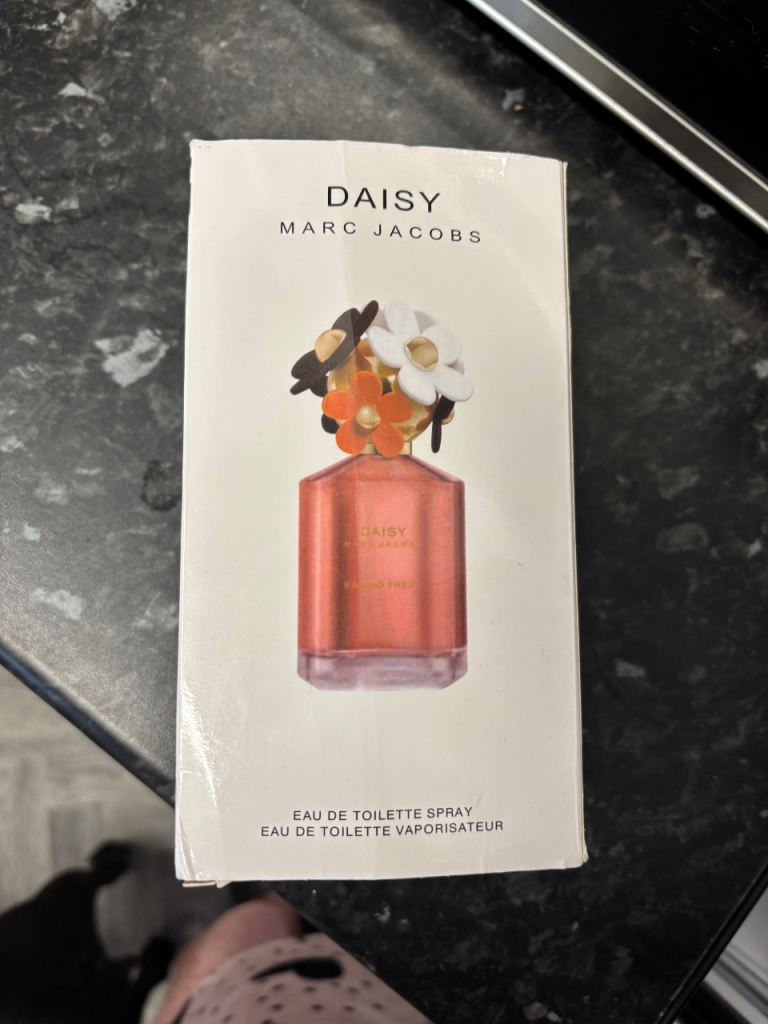 DAISY
MARC JACOBS
DAISY
MARC JACOBS
EAU DE TOILETTE SPRAY
EAU DE TOILETTE VAPORISATEUR